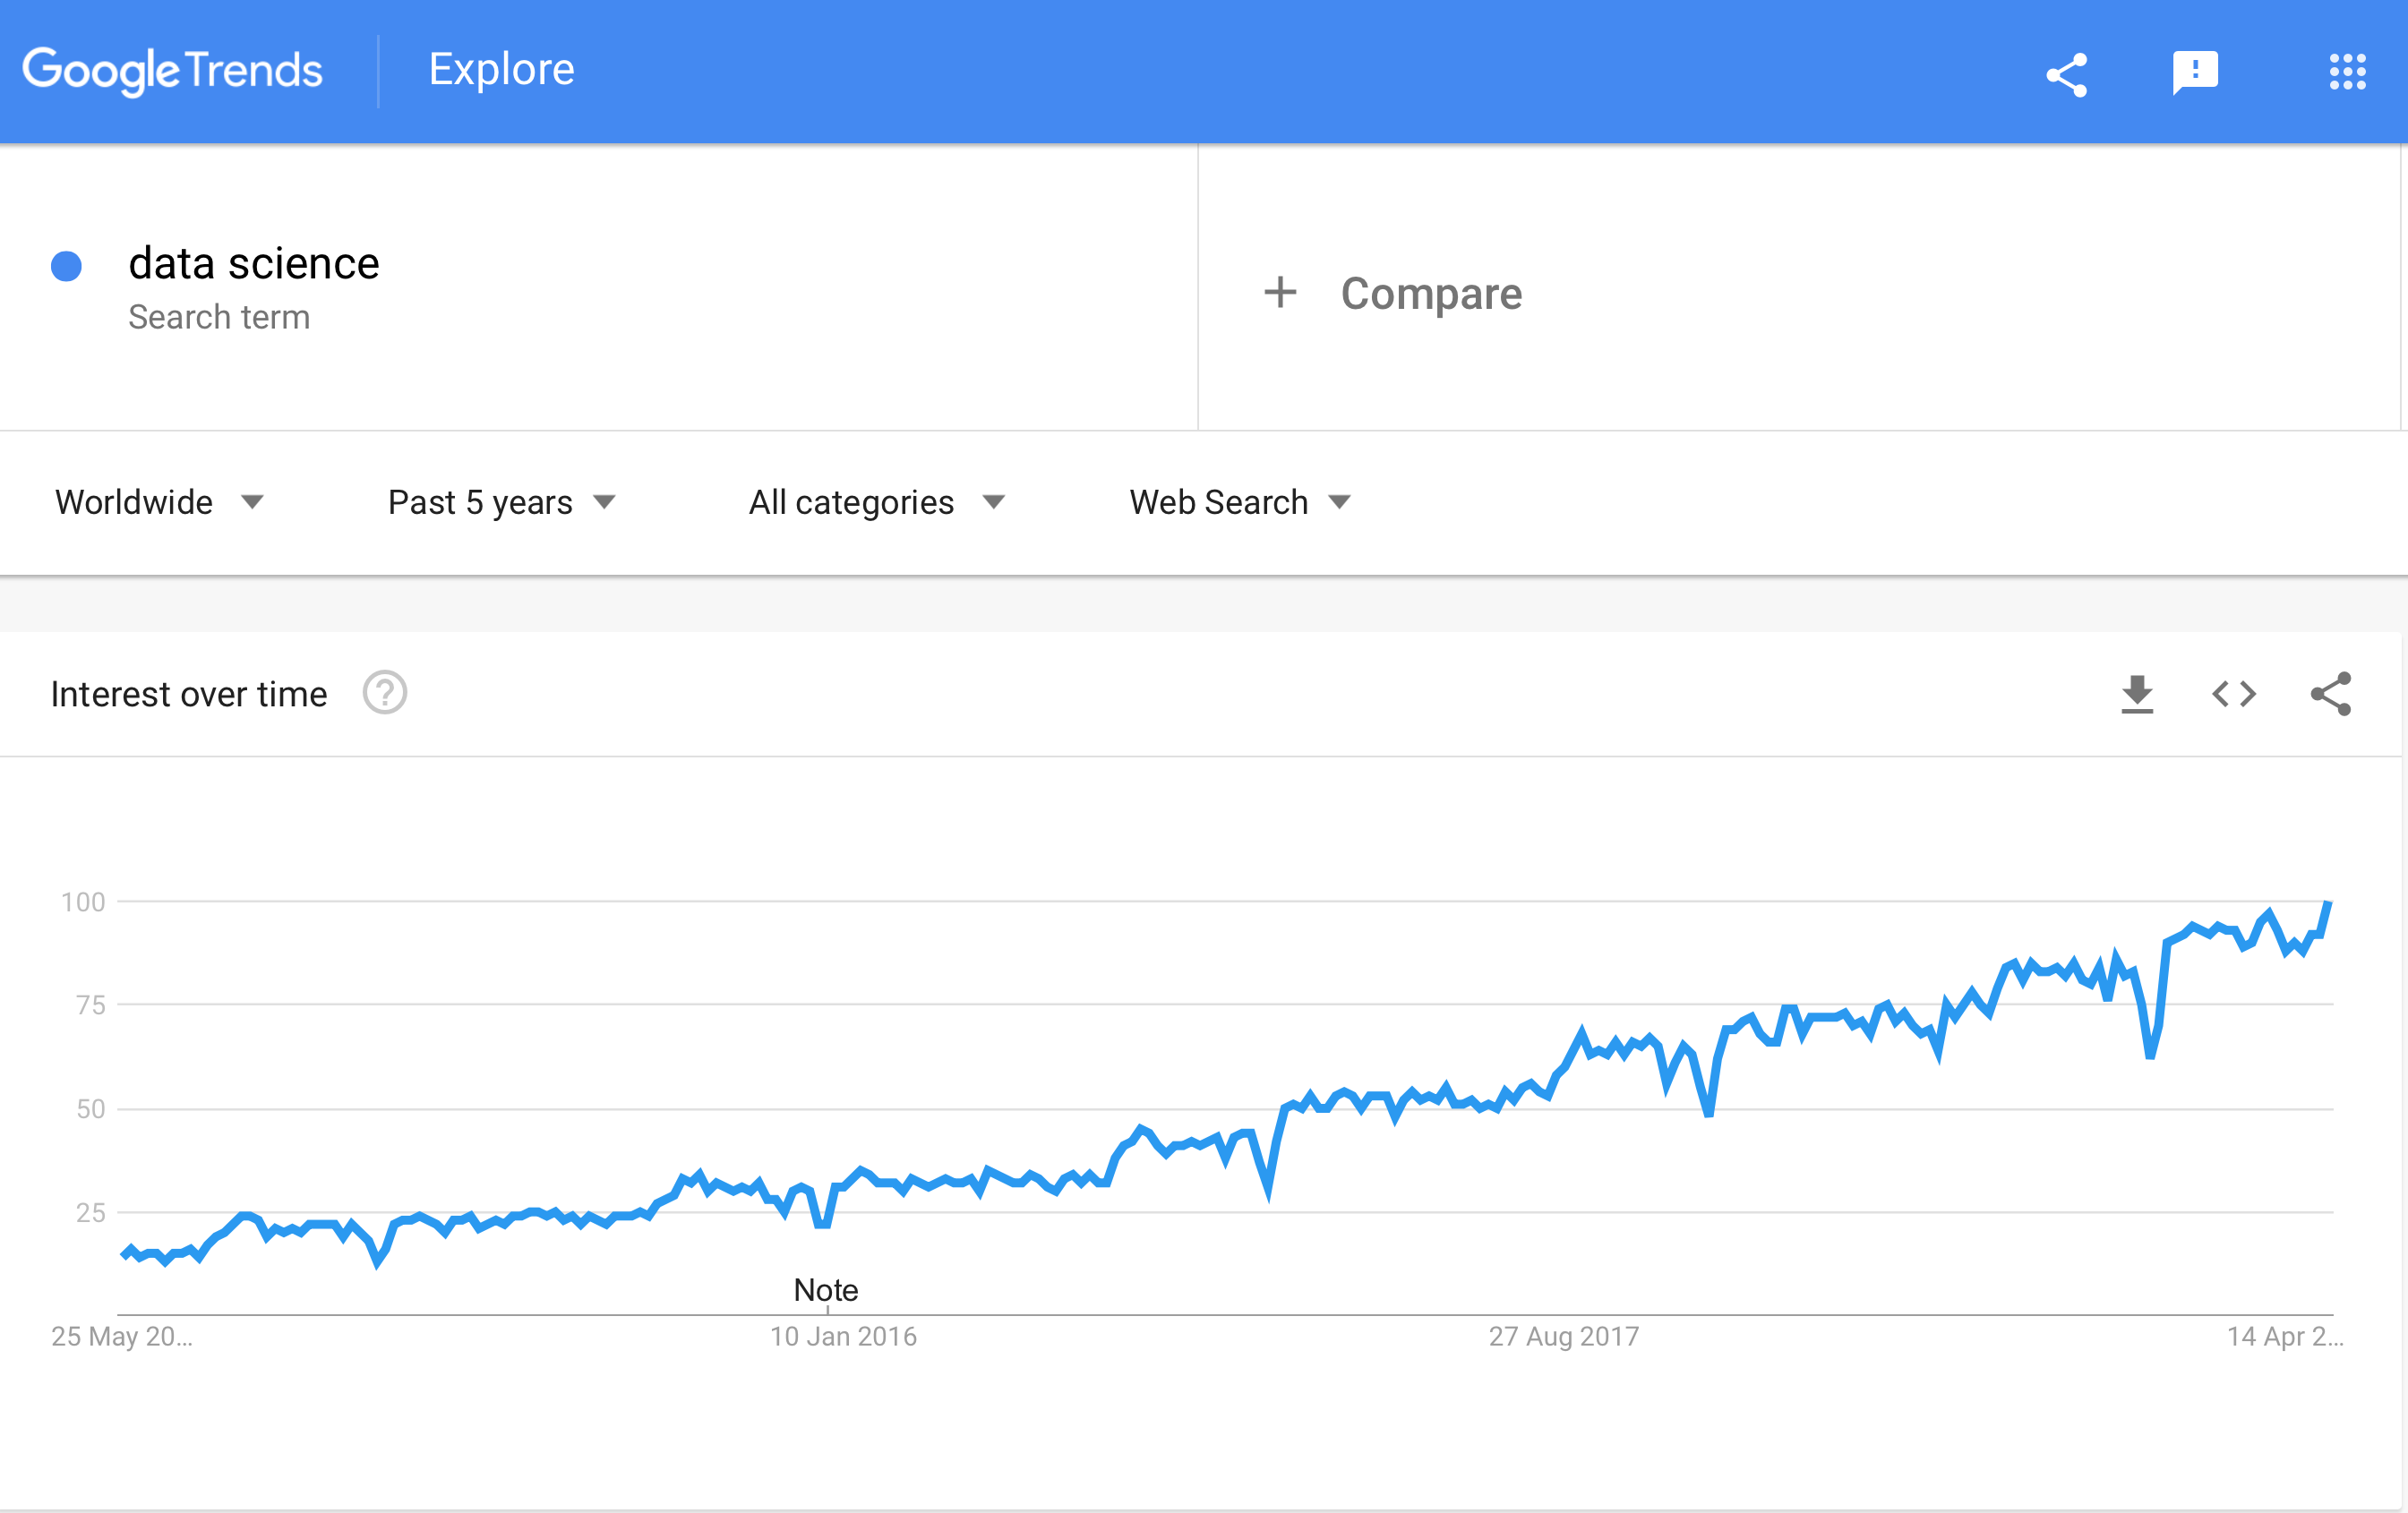 Google Trends Explore
data science
Search term
+ Compare
Worldwide Past 5 years All categories Web Search
Interest over time ?
100
75
50
25
Note
25 May 20... 10 Jan 2016 27 Aug 2017 14 Apr 2...